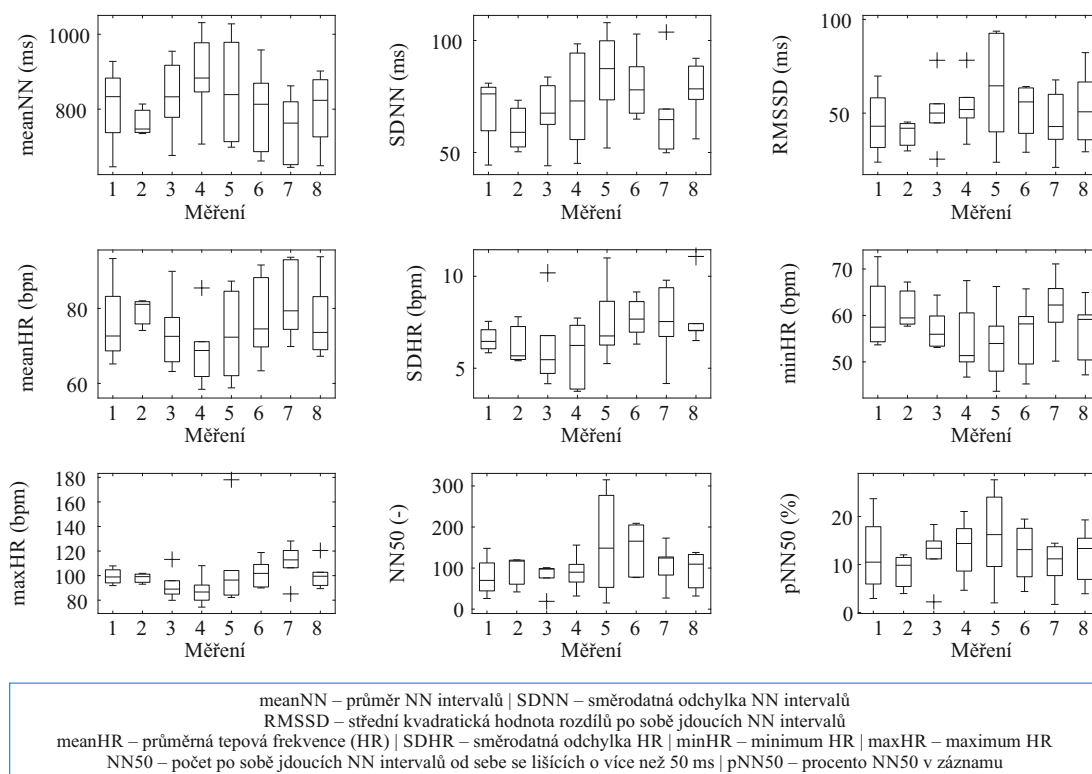 1000
800
meanNN (ms)
1 2 3 4 5 6 7 8
Měření
100
50
SDNN (ms)
1 2 3 4 5 6 7 8
Měření
100
50
RMSSD (ms)
1 2 3 4 5 6 7 8
Měření
80
60
meanHR (bpn)
1 2 3 4 5 6 7 8
Měření
10
5
SDHR (bpm)
1 2 3 4 5 6 7 8
Měření
70
60
50
minHR (bpm)
1 2 3 4 5 6 7 8
Měření
180
160
140
120
100
80
maxHR (bpm)
1 2 3 4 5 6 7 8
Měření
300
200
100
0
NN50 (-)
1 2 3 4 5 6 7 8
Měření
20
10
0
pNN50 (%)
1 2 3 4 5 6 7 8
Měření
meanNN – průměr NN intervalů | SDNN – směrodatná odchylka NN intervalů
RMSSD – střední kvadratická hodnota rozdílů po sobě jdoucích NN intervalů
meanHR – průměrná tepová frekvence (HR) | SDHR – směrodatná odchylka HR | minHR – minimum HR | maxHR – maximum HR
NN50 – počet po sobě jdoucích NN intervalů od sebe se lišících o více než 50 ms | pNN50 – procento NN50 v záznamu